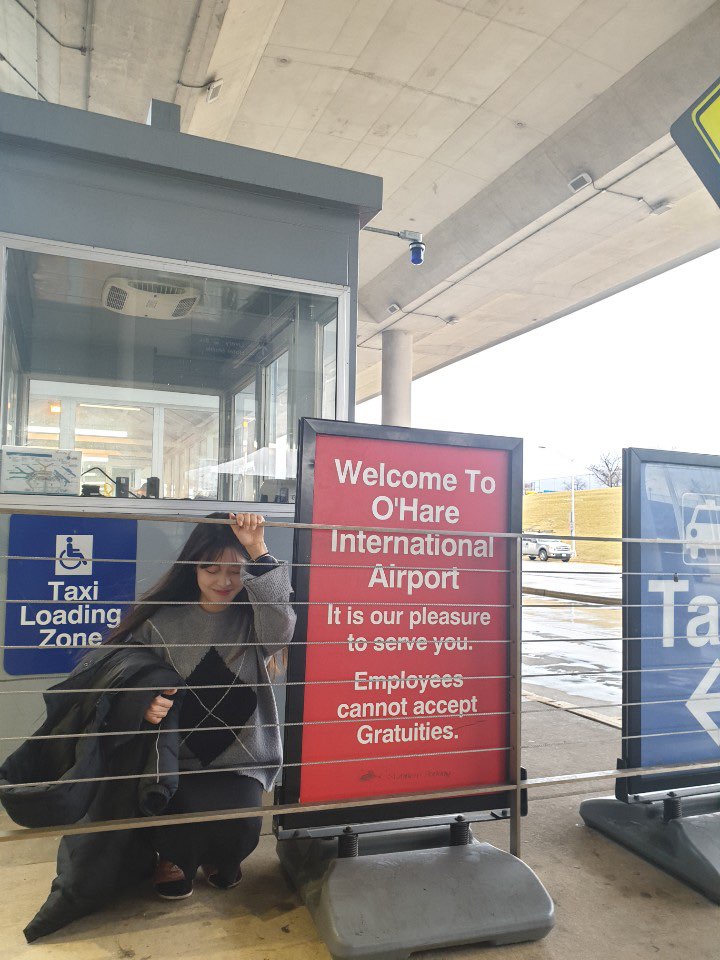 Taxi
Loading
Zone
Welcome To
O'Hare
International
Airport
It is our pleasure
to serve you.
Employees
cannot accept
Gratuities.
Ta